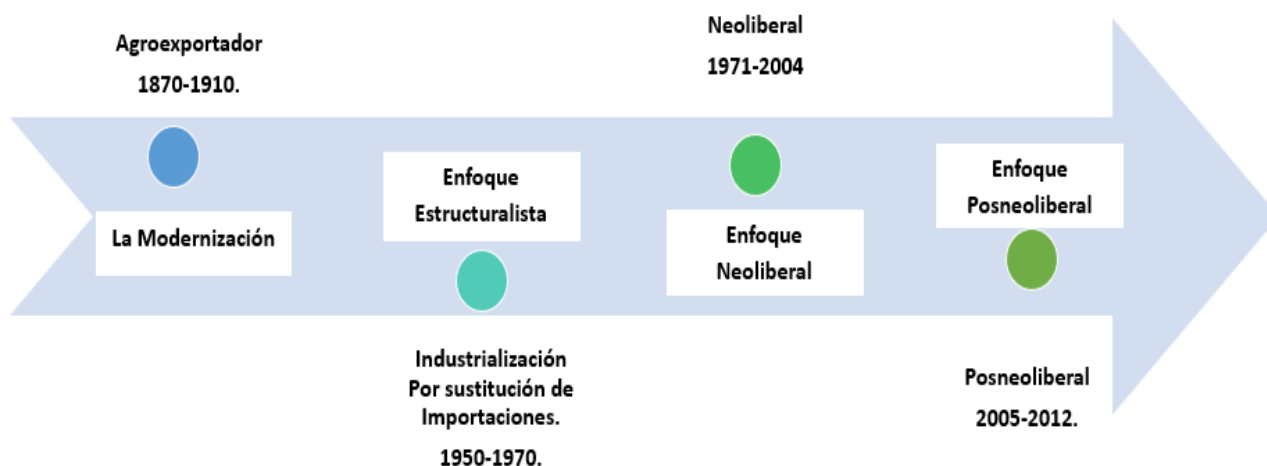 Agroexportador
1870-1910.
La Modernización
Enfoque
Estructuralista
Industrialización
Por sustitución de
Importaciones.
1950-1970.
Neoliberal
1971-2004
Enfoque
Neoliberal
Enfoque
Posneoliberal
Posneoliberal
2005-2012.